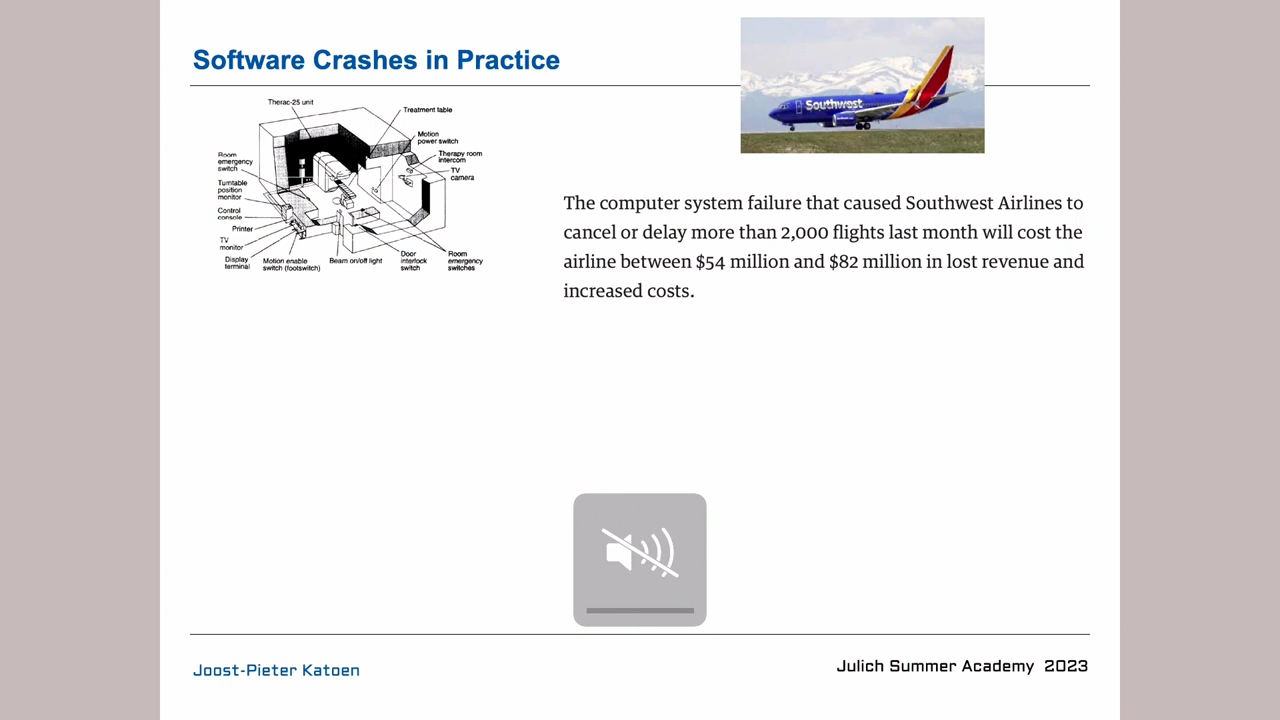 Software Crashes in Practice
Therac-25 unit
Treatment table
Motion
power switch
Therapy room
intercom
TV
camera
Room
emergency
switch
Turntable
position
monitor
Control
console
Printer
TV
monitor
Display
terminal
Motion enable
switch (footswitch)
Beam on/off light
Door
interlock
switch
Room
emergency
switches
Southwest
The computer system failure that caused Southwest Airlines to
cancel or delay more than 2,000 flights last month will cost the
airline between $54 million and $82 million in lost revenue and
increased costs.
Joost-Pieter Katoen
Julich Summer Academy 2023